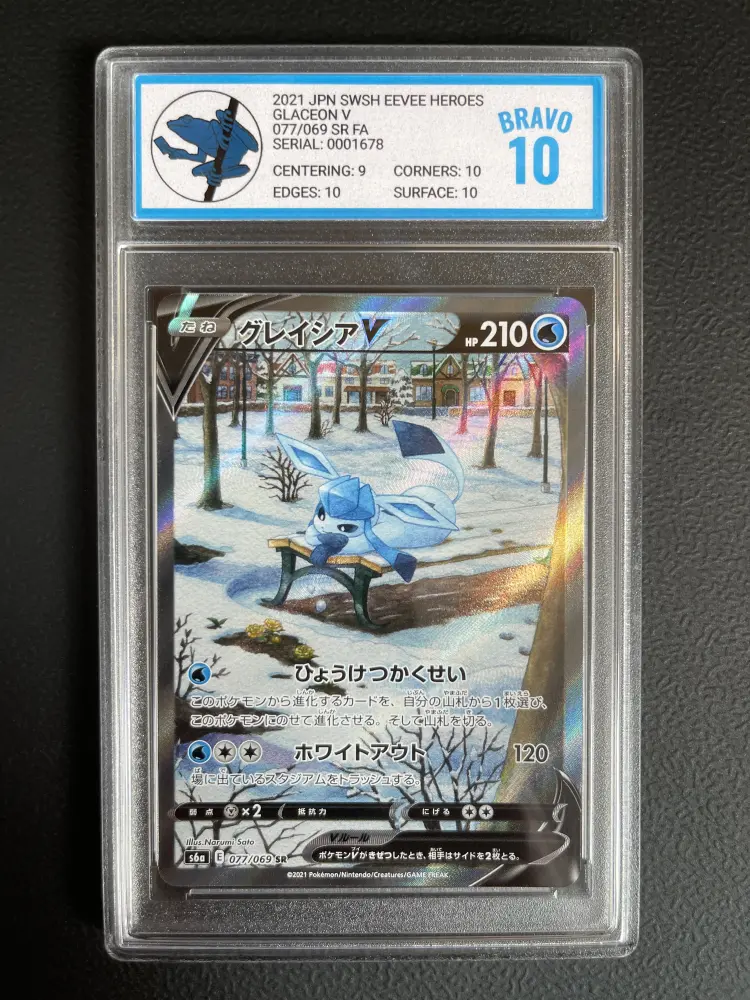 2021 JPN SWSH EEVEE HEROES
GLACEON V
077/069 SR FA
SERIAL: 0001678
CENTERING: 9 CORNERS: 10
EDGES: 10 SURFACE: 10
BRAVO
10
たね
グレイシアV
HP 210
ひょうけつかくせい
このポケモンから進化するカードを、自分の山札から1枚選び、
このポケモンにのせて進化させる。そして山札を切る。
ホワイトアウト 120
場に出ているスタジアムをトラッシュする。
弱点 ×2 抵抗力 にげる
Vルール
ポケモンVがきぜつしたとき、相手はサイドを2枚とる。
Illus. Narumi Sato
s6a E 077/069 SR
©2021 Pokémon/Nintendo/Creatures/GAME FREAK.